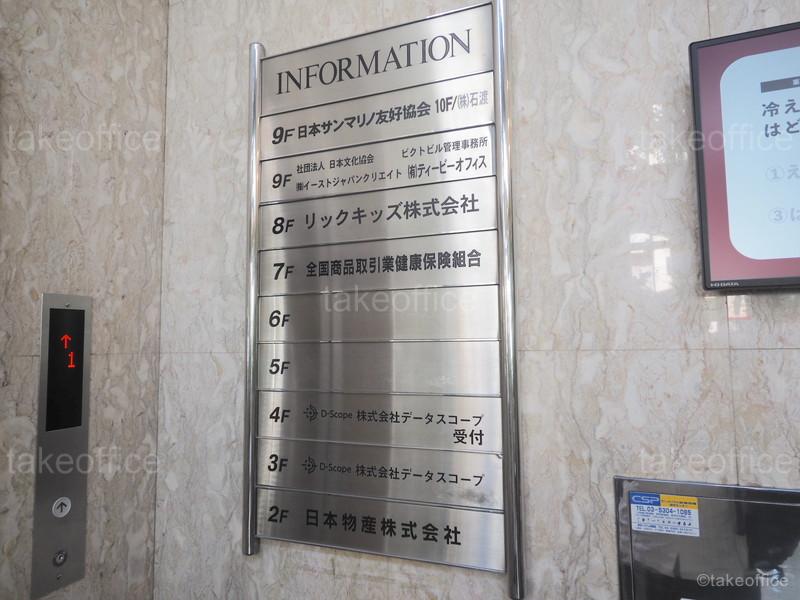 INFORMATION
9F 日本サンマリノ友好協会 10F/㈱石渡
9F 社団法人 日本文化協会 ビクトビル管理事務所
㈱イーストジャパンクリエイト ㈲ティーピーオフィス
8F リックキッズ株式会社
7F 全国商品取引業健康保険組合
6F
5F
4F D-Scope 株式会社データスコープ
受付
3F D-Scope 株式会社データスコープ
2F 日本物産株式会社
1
冷え
はど
①え
③は
I-O DATA
CSP
TEL.03-5304-1085
takeoffice
takeoffice
takeoffice
takeoffice
takeoffice
takeoffice
©takeoffice